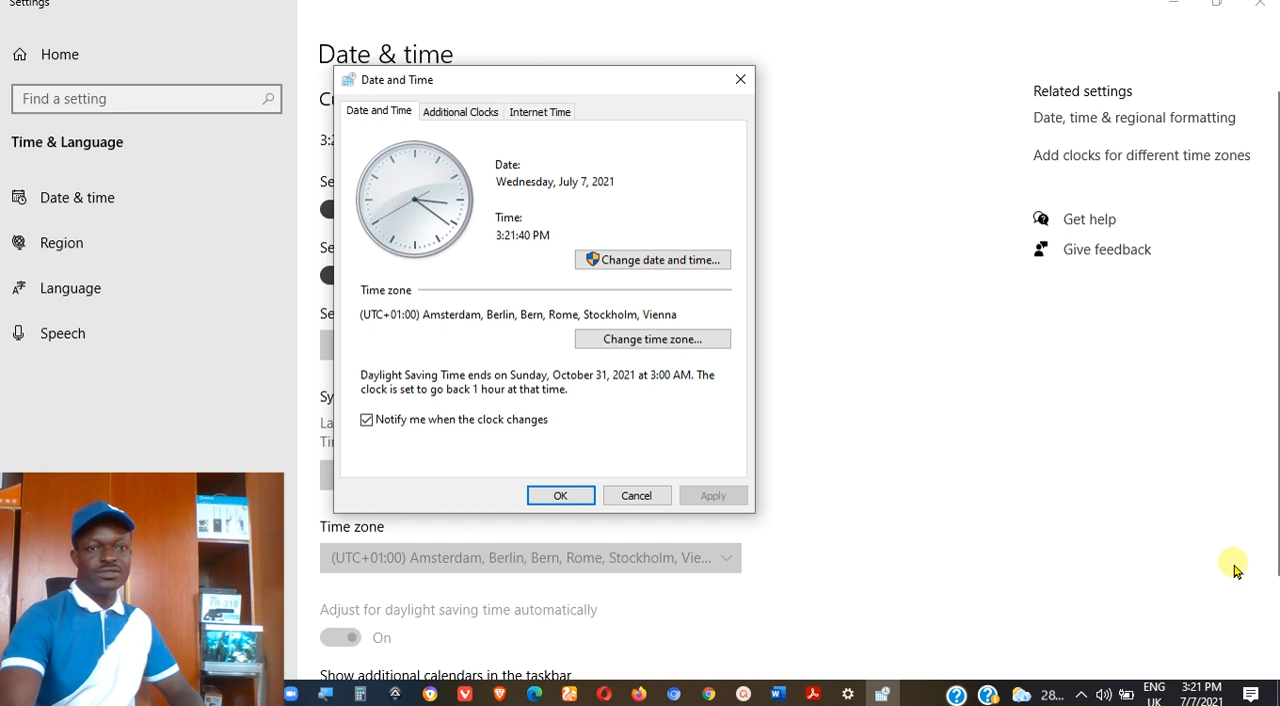 Settings
Home
Find a setting
Time & Language
Date & time
Region
Language
Speech
Date & time
Date and Time
Date and Time
Additional Clocks
Internet Time
Date:
Wednesday, July 7, 2021
Time:
3:21:40 PM
Change date and time...
Time zone
(UTC+01:00) Amsterdam, Berlin, Bern, Rome, Stockholm, Vienna
Change time zone...
Daylight Saving Time ends on Sunday, October 31, 2021 at 3:00 AM. The
clock is set to go back 1 hour at that time.
Notify me when the clock changes
OK
Cancel
Apply
Time zone
(UTC+01:00) Amsterdam, Berlin, Bern, Rome, Stockholm, Vie...
Adjust for daylight saving time automatically
On
Show additional calendars in the taskbar
Related settings
Date, time & regional formatting
Add clocks for different time zones
Get help
Give feedback
28...
ENG
UK
3:21 PM
7/7/2021